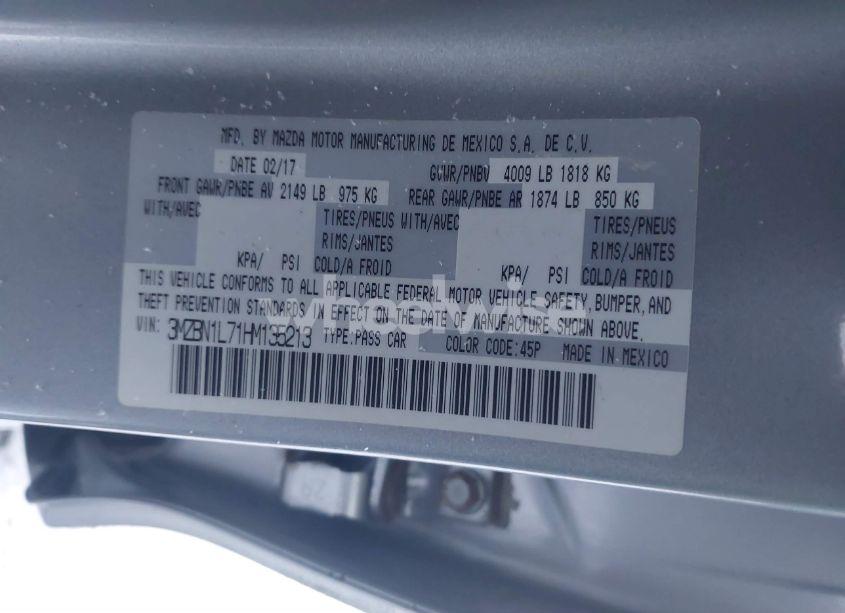 MFD. BY MAZDA MOTOR MANUFACTURING DE MEXICO S.A. DE C.V.
DATE 02/17 GVWR/PNBV 4009 LB 1818 KG
FRONT GAWR/PNBE AV 2149 LB 975 KG REAR GAWR/PNBE AR 1874 LB 850 KG
WITH/AVEC TIRES/PNEUS WITH/AVEC TIRES/PNEUS
RIMS/JANTES RIMS/JANTES
KPA/ PSI COLD/A FROID KPA/ PSI COLD/A FROID
THIS VEHICLE CONFORMS TO ALL APPLICABLE FEDERAL MOTOR VEHICLE SAFETY, BUMPER, AND
THEFT PREVENTION STANDARDS IN EFFECT ON THE DATE OF MANUFACTURE SHOWN ABOVE.
VIN: 3MZBN1L71HM135213 TYPE:PASS CAR COLOR CODE:45P MADE IN MEXICO
wheelwise
29